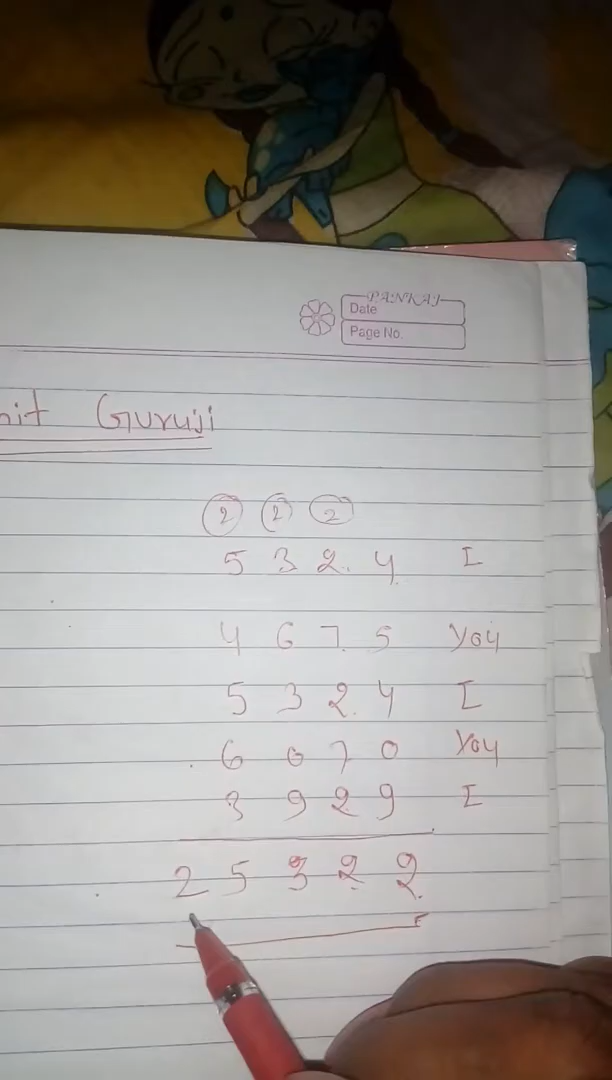 PANKAJ
Date
Page No.
nit Guruji
2 2 2
5 3 2 4 I
4 6 7 5 You
5 3 2 4 I
6 0 7 0 You
3 9 2 9 I
2 5 3 2 2